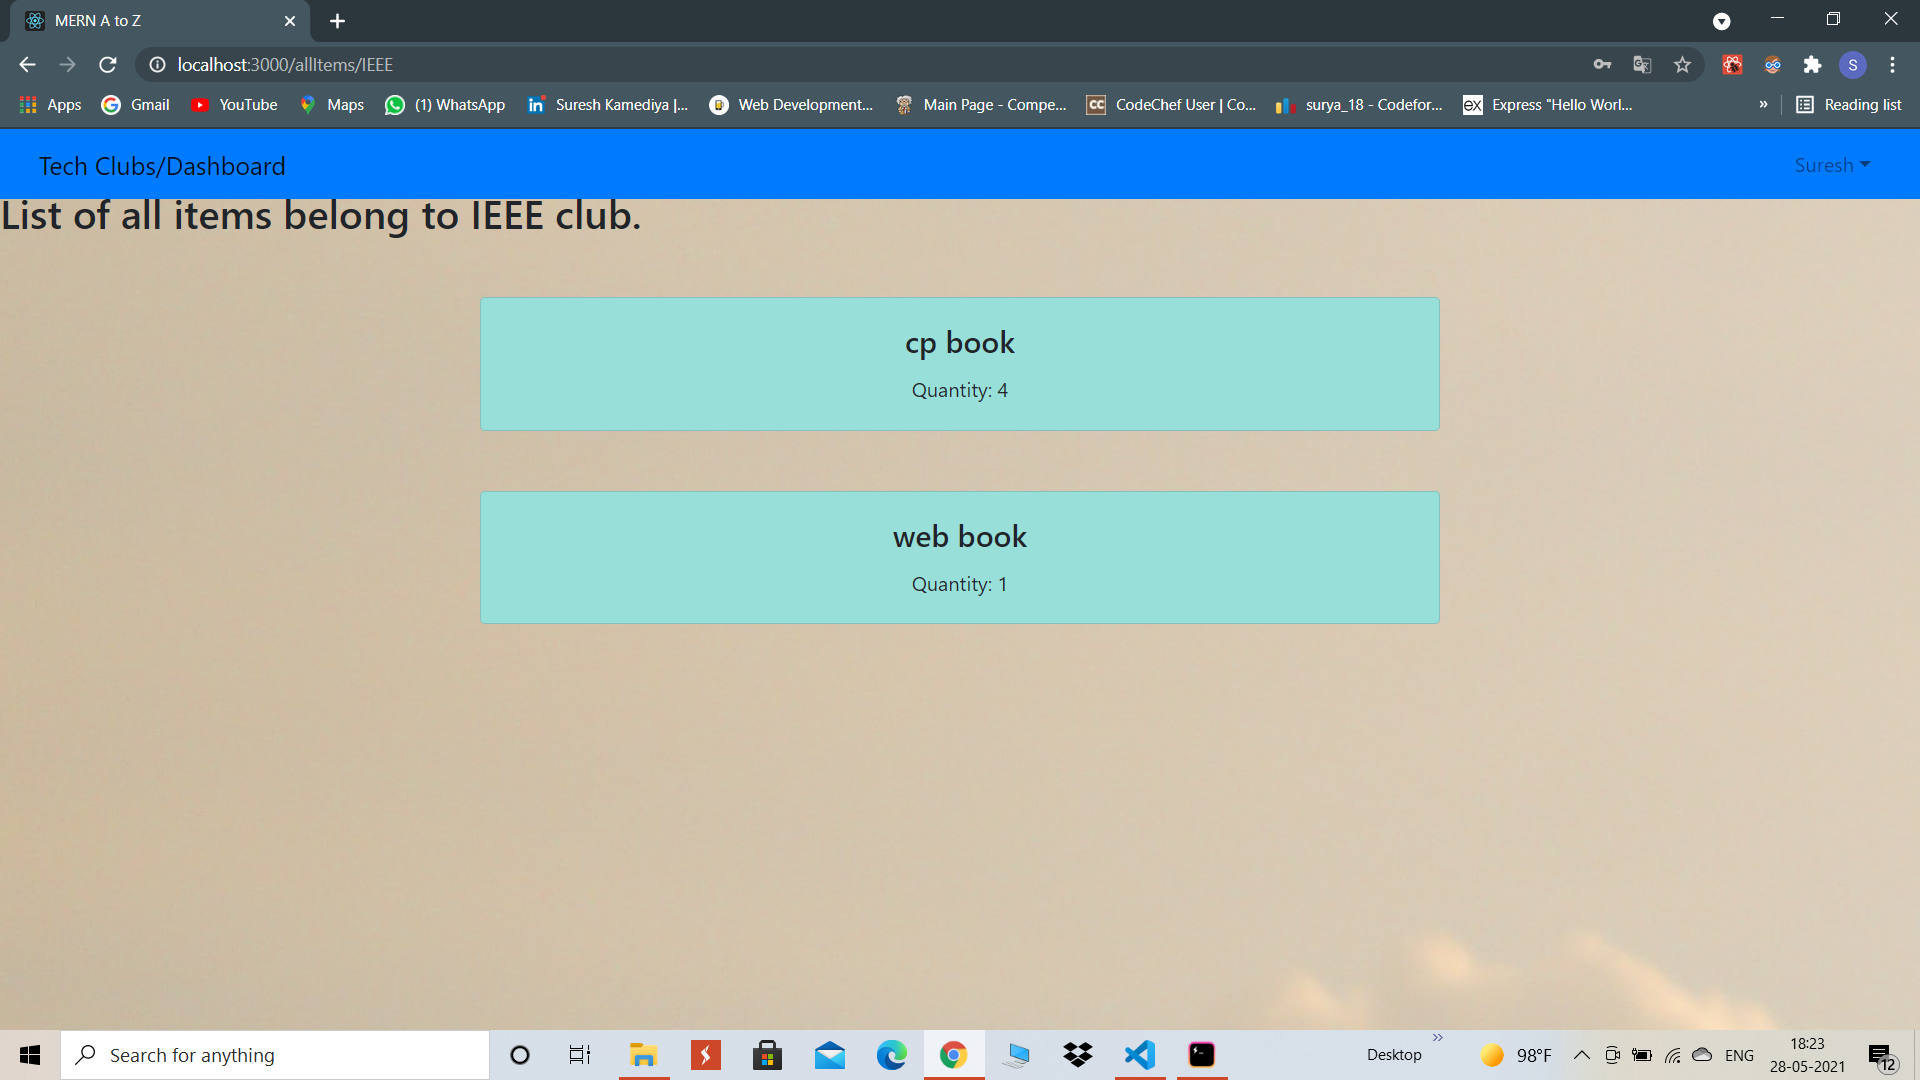 MERN A to Z
localhost:3000/allItems/IEEE
S
Apps
Gmail
YouTube
Maps
(1) WhatsApp
in
Suresh Kamediya |...
Web Development...
Main Page - Compe...
CC
CodeChef User | Co...
surya_18 - Codefor...
ex
Express "Hello Worl...
»
Reading list
Tech Clubs/Dashboard
Suresh
List of all items belong to IEEE club.
cp book
Quantity: 4
web book
Quantity: 1
Search for anything
Desktop
98°F
ENG
18:23
28-05-2021
12